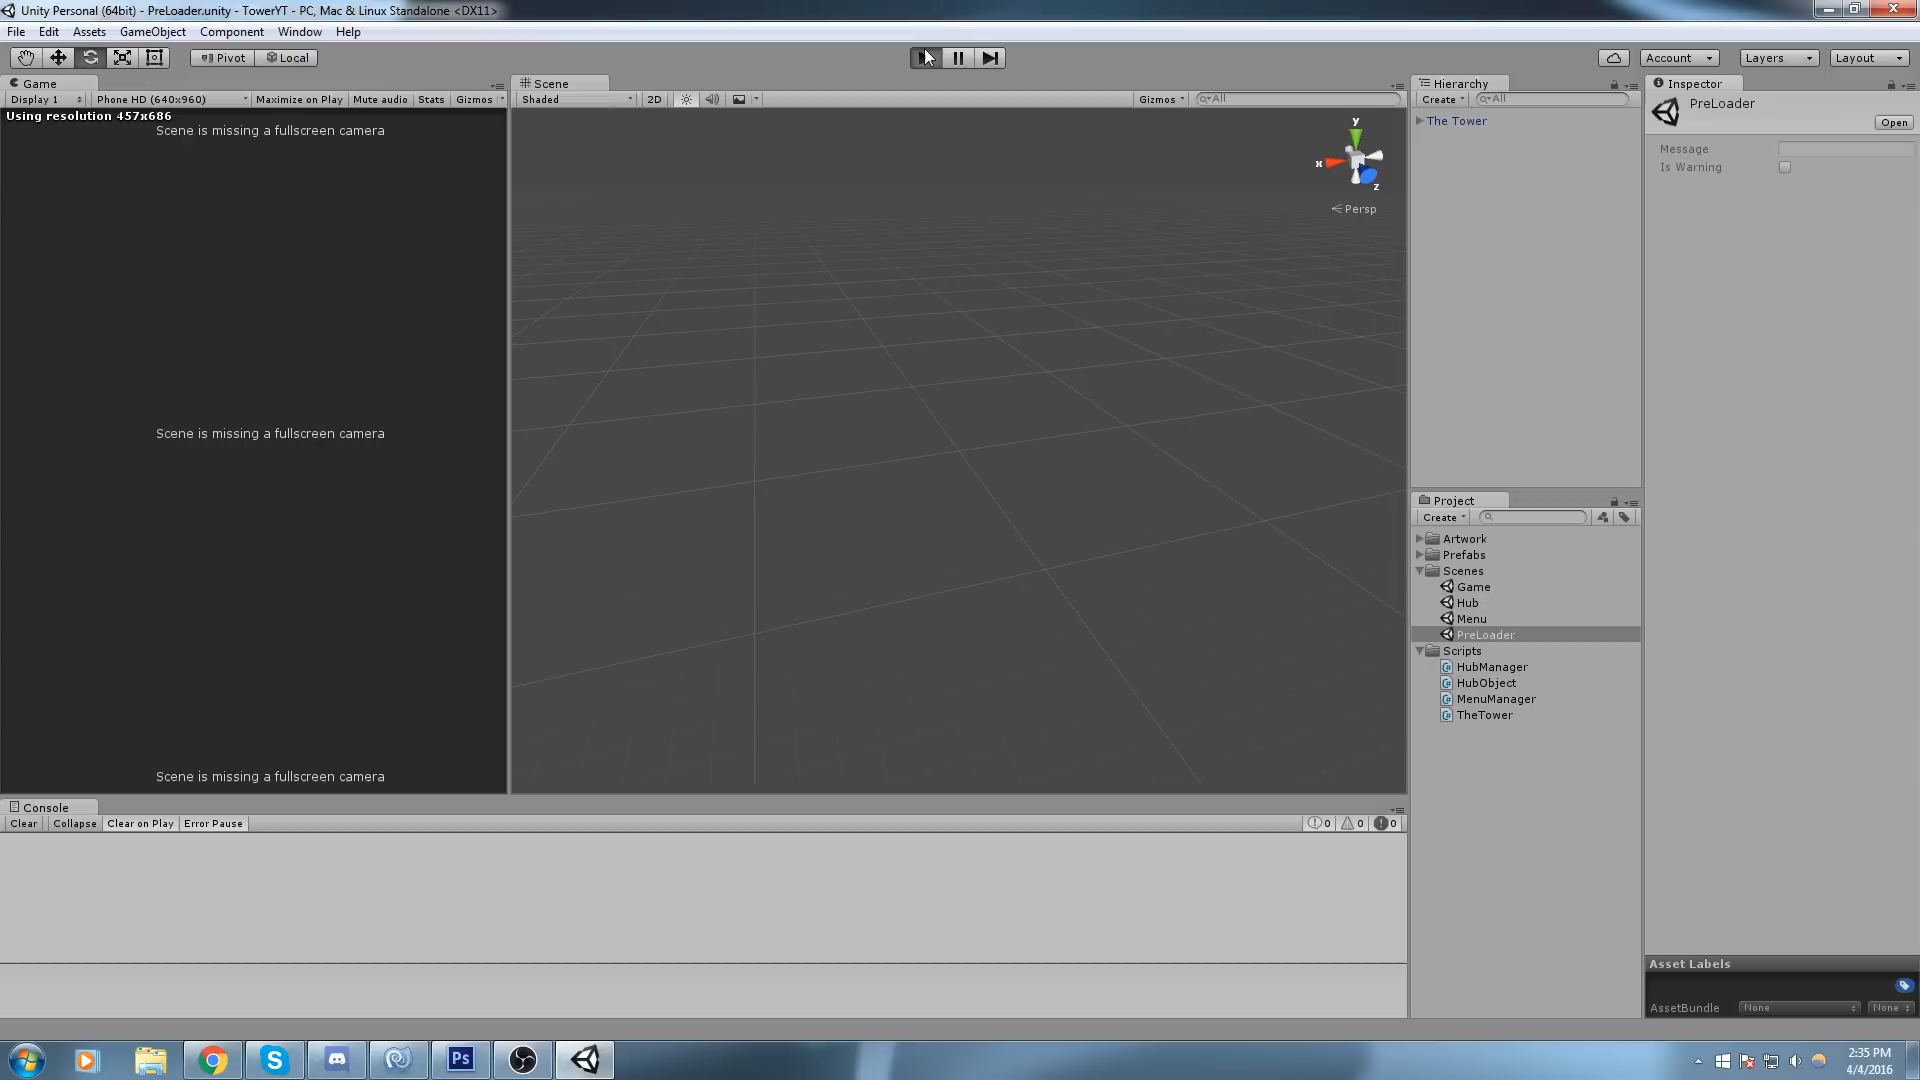 Unity Personal (64bit) - PreLoader.unity - TowerYT - PC, Mac & Linux Standalone <DX11>
File Edit Assets GameObject Component Window Help
Pivot Local Account Layers Layout
Game
Display 1 Phone HD (640x960) Maximize on Play Mute audio Stats Gizmos
Using resolution 457x686
Scene is missing a fullscreen camera
Scene is missing a fullscreen camera
Scene is missing a fullscreen camera
Scene
Shaded 2D Gizmos All
y
x
z
Persp
Hierarchy
Create All
The Tower
Project
Create
Artwork
Prefabs
Scenes
Game
Hub
Menu
PreLoader
Scripts
HubManager
HubObject
MenuManager
TheTower
Inspector
PreLoader
Open
Message
Is Warning
Asset Labels
AssetBundle None None
Console
Clear Collapse Clear on Play Error Pause 0 0 0
Ps
2:35 PM
4/4/2016